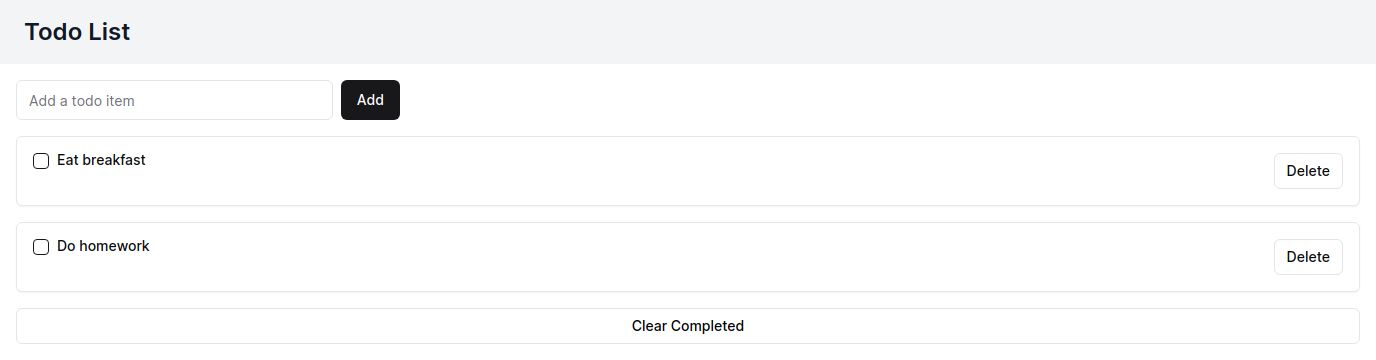 Todo List
Add a todo item
Add
Eat breakfast
Delete
Do homework
Delete
Clear Completed